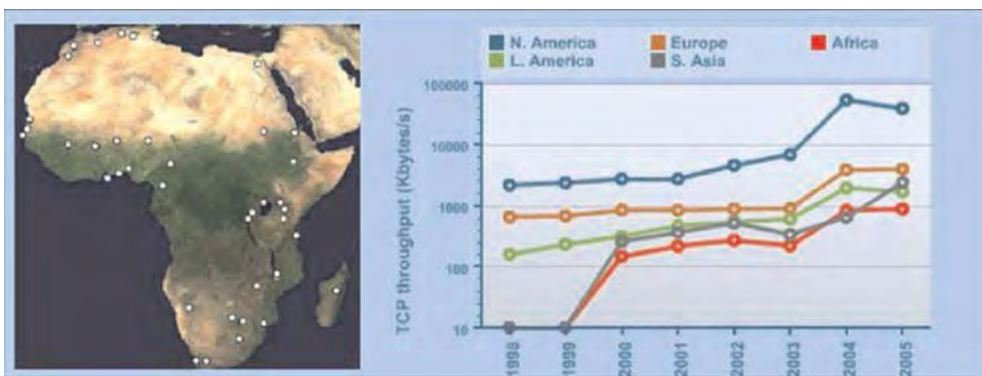 N. America Europe Africa
L. America S. Asia
TCP throughput (Kbytes/s)
100000
10000
1000
100
10
1998 1999 2000 2001 2002 2003 2004 2005